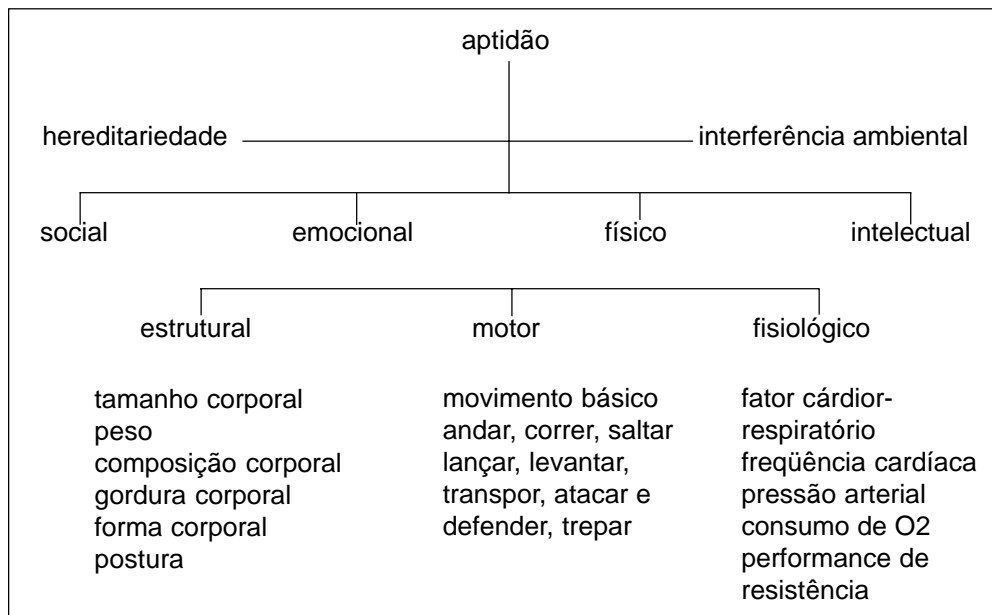 aptidão
hereditariedade interferência ambiental
social emocional físico intelectual
estrutural motor fisiológico
tamanho corporal
peso
composição corporal
gordura corporal
forma corporal
postura
movimento básico
andar, correr, saltar
lançar, levantar,
transpor, atacar e
defender, trepar
fator cárdior-
respiratório
freqüência cardíaca
pressão arterial
consumo de O2
performance de
resistência